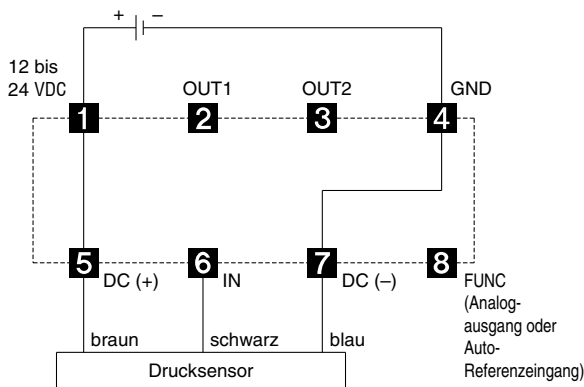 + –
12 bis
24 VDC
OUT1
OUT2
GND
1
2
3
4
5
6
7
8
DC (+)
IN
DC (–)
FUNC
(Analog-
ausgang oder
Auto-
Referenzeingang)
braun
schwarz
blau
Drucksensor